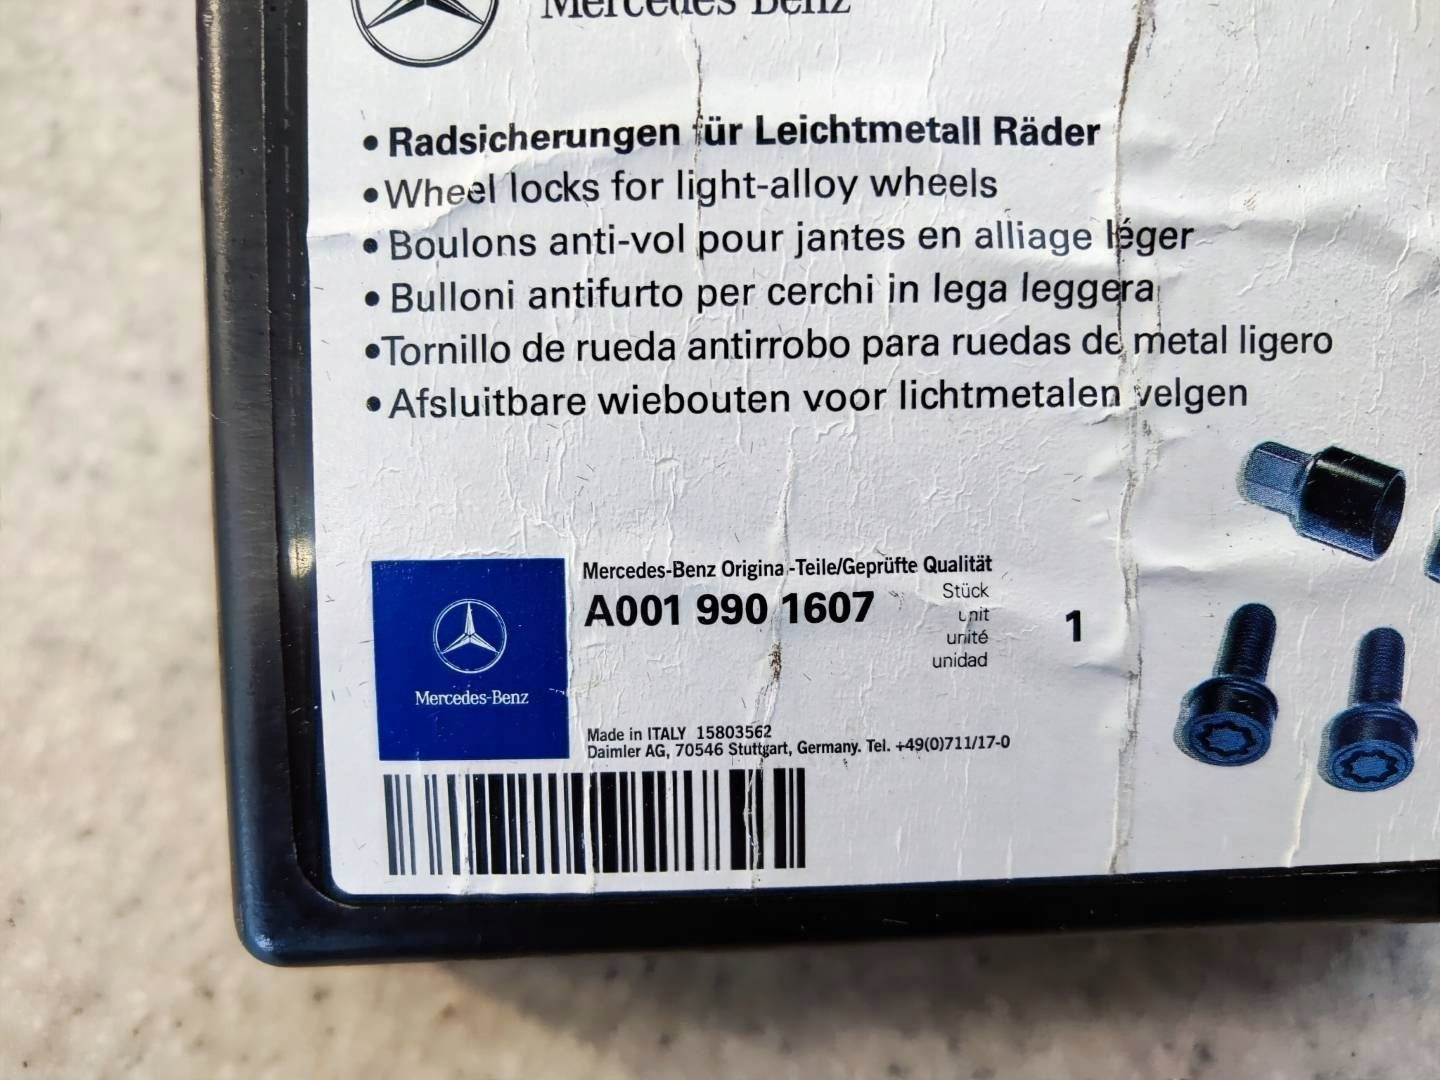 Mercedes-Benz
• Radsicherungen für Leichtmetall Räder
• Wheel locks for light-alloy wheels
• Boulons anti-vol pour jantes en alliage léger
• Bulloni antifurto per cerchi in lega leggera
• Tornillo de rueda antirrobo para ruedas de metal ligero
• Afsluitbare wiebouten voor lichtmetalen velgen
Mercedes-Benz
Mercedes-Benz Original-Teile/Geprüfte Qualität
A001 990 1607
Stück
unit
unité
unidad
1
Made in ITALY 15803562
Daimler AG, 70546 Stuttgart, Germany. Tel. +49(0)711/17-0